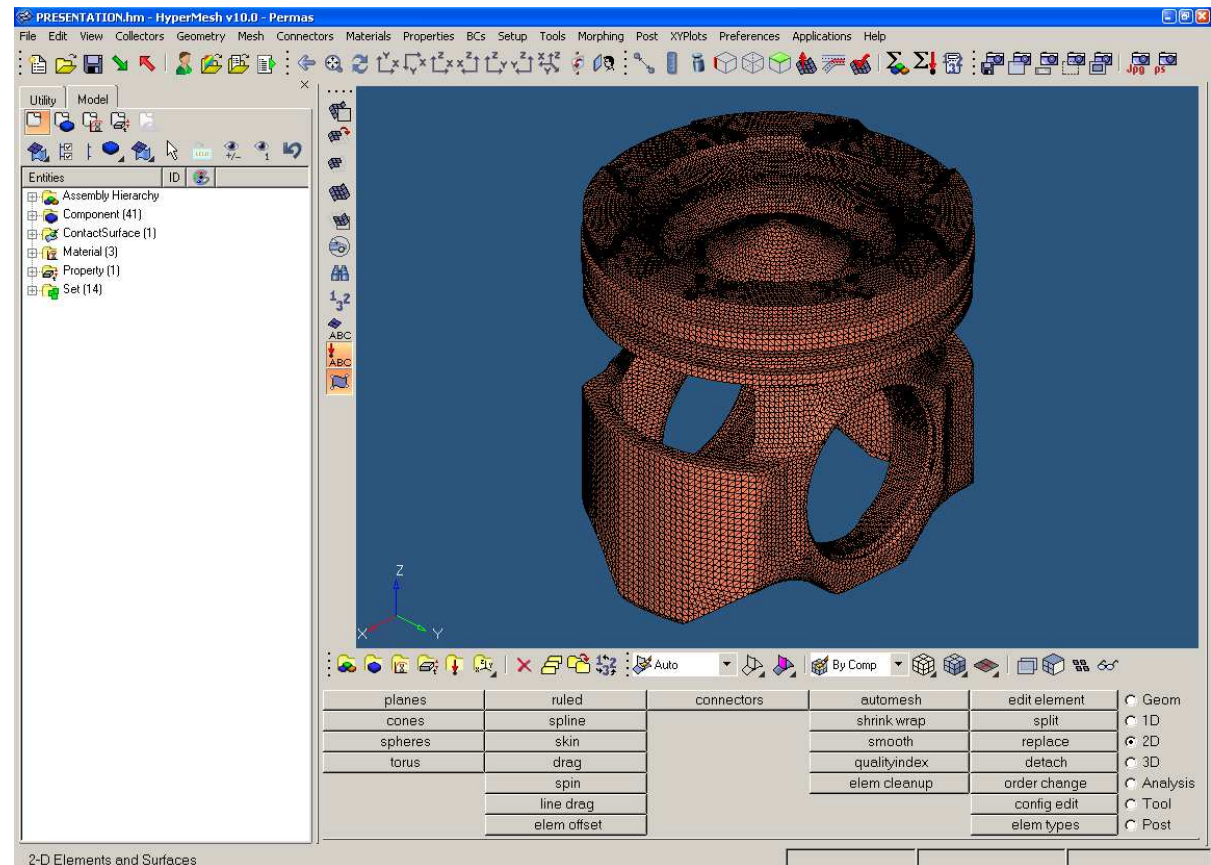 PRESENTATION.hm - HyperMesh v10.0 - Permas
File Edit View Collectors Geometry Mesh Connectors Materials Properties BCs Setup Tools Morphing Post XYPlots Preferences Applications Help
Jpg ps
Utility Model
Entities ID
Assembly Hierarchy
Component (41)
ContactSurface (1)
Material (3)
Property (1)
Set (14)
ABC
ABC
Z
X Y
Auto By Comp
planes ruled connectors automesh edit element Geom
cones spline shrink wrap split 1D
spheres skin smooth replace 2D
torus drag qualityindex detach 3D
spin elem cleanup order change Analysis
line drag config edit Tool
elem offset elem types Post
2-D Elements and Surfaces